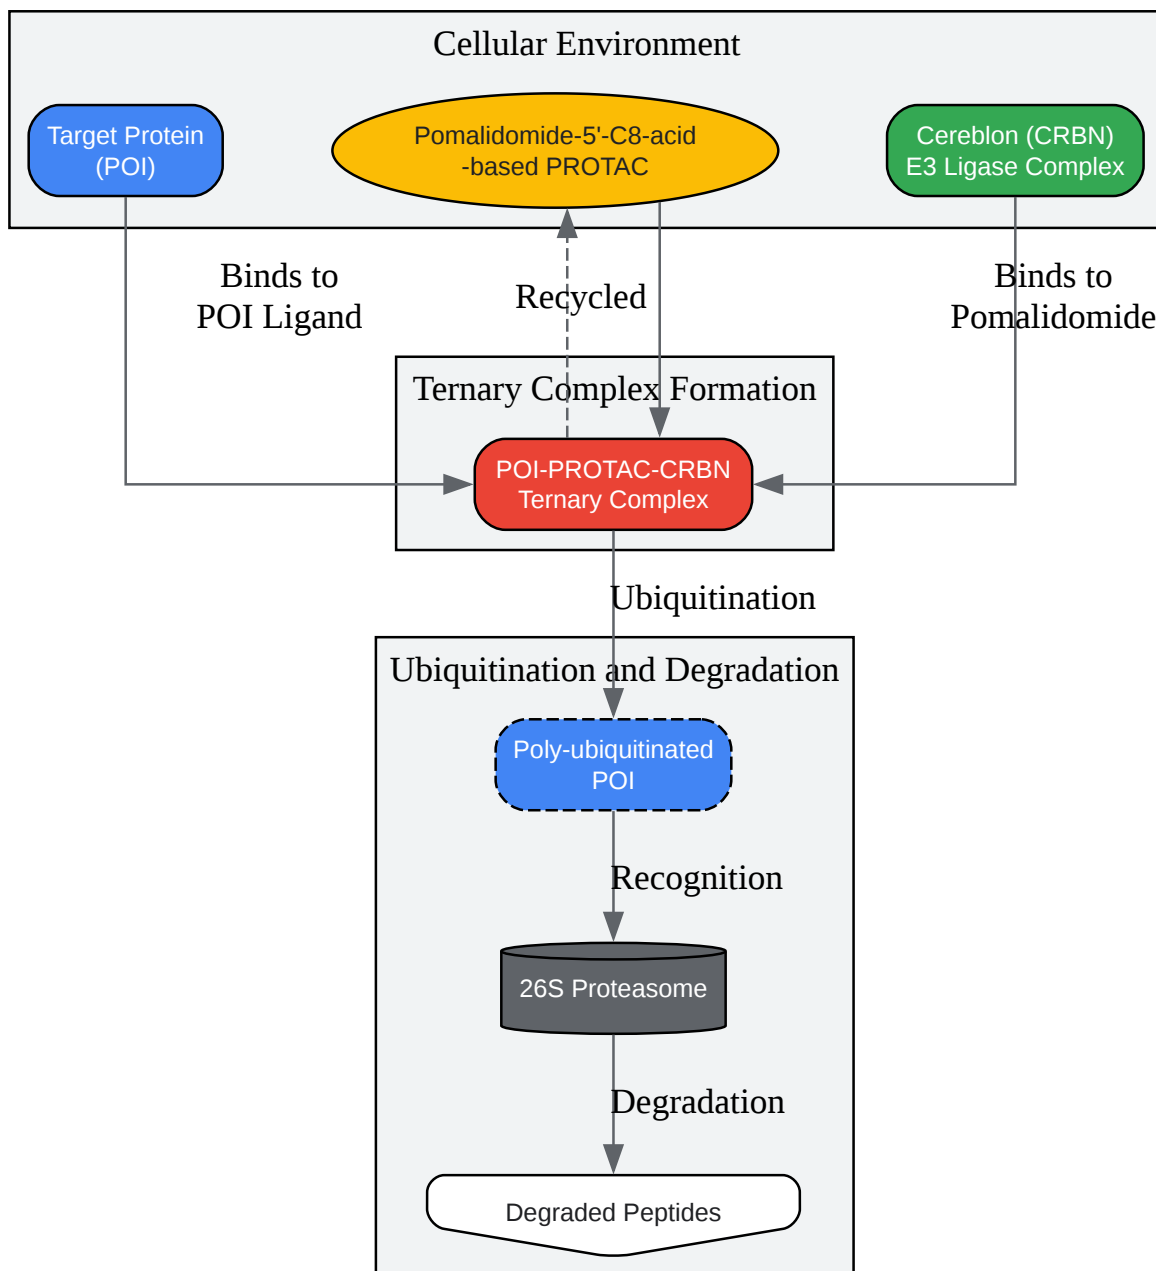 Cellular Environment
Target Protein
(POI)
Pomalidomide-5'-C8-acid
-based PROTAC
Cereblon (CRBN)
E3 Ligase Complex
Binds to
POI Ligand
Recycled
Binds to
Pomalidomide
Ternary Complex Formation
POI-PROTAC-CRBN
Ternary Complex
Ubiquitination
Ubiquitination and Degradation
Poly-ubiquitinated
POI
Recognition
26S Proteasome
Degradation
Degraded Peptides